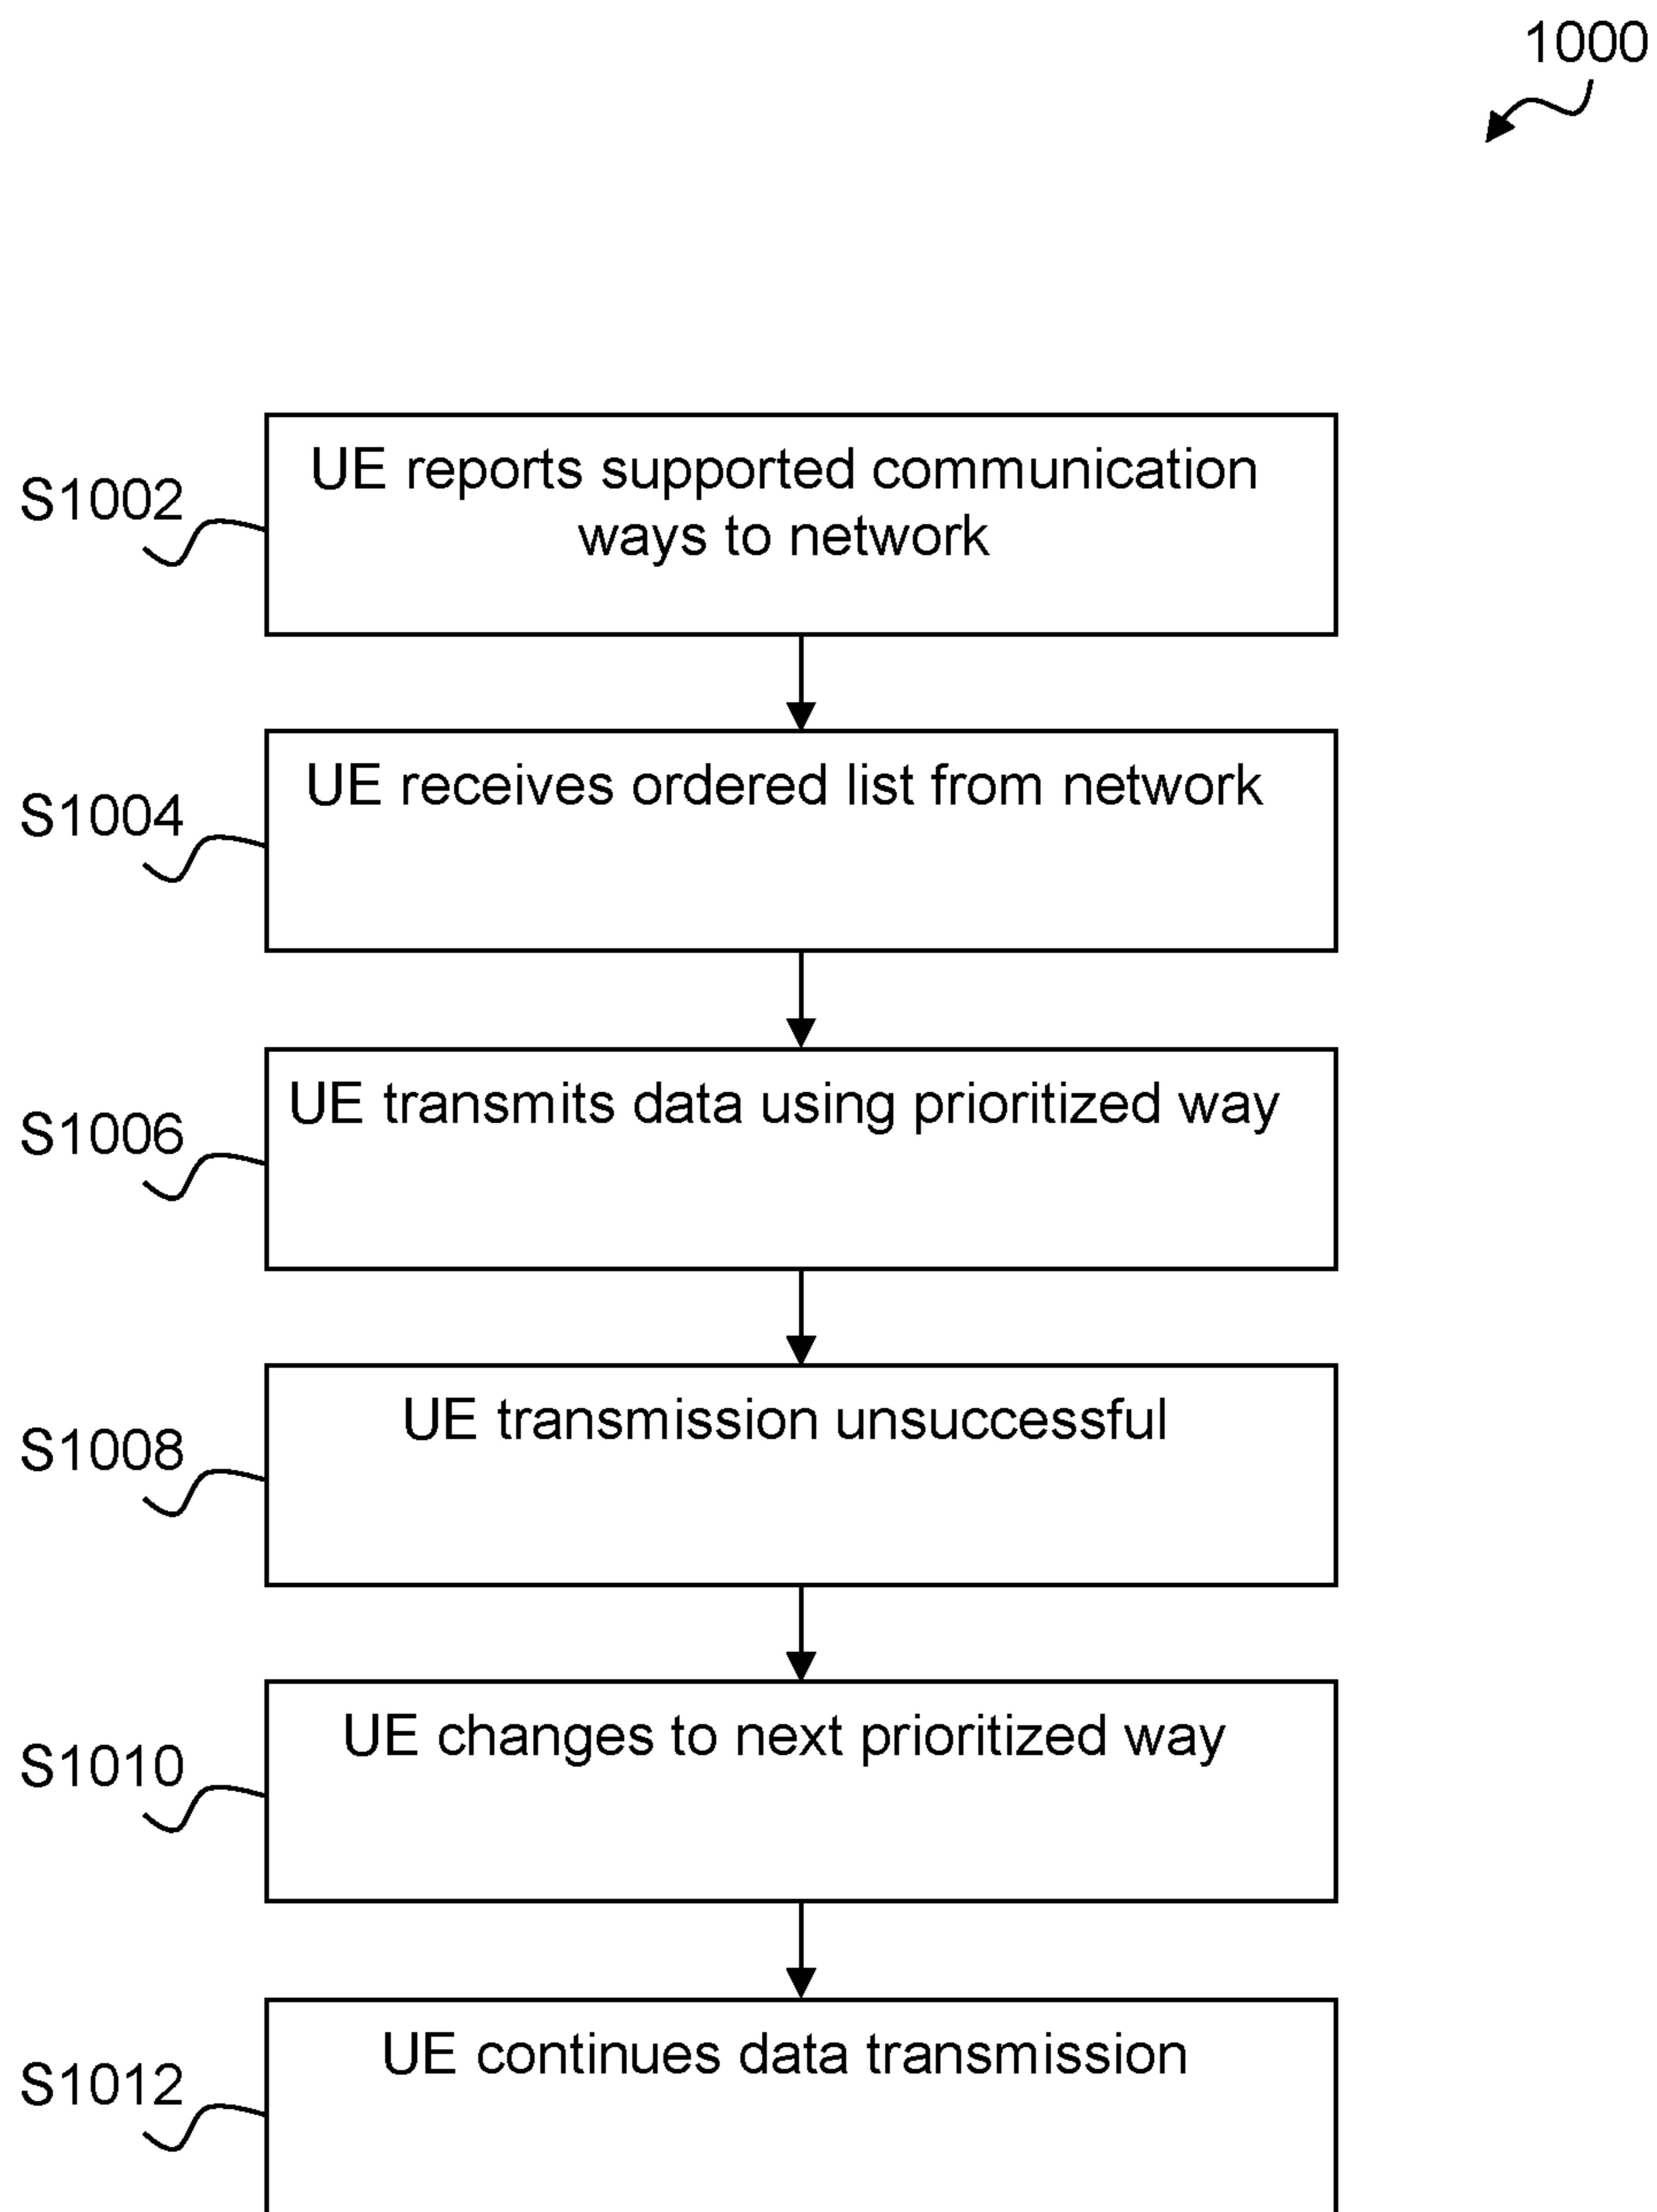 1000
S1002
UE reports supported communication
ways to network
S1004
UE receives ordered list from network
S1006
UE transmits data using prioritized way
S1008
UE transmission unsuccessful
S1010
UE changes to next prioritized way
S1012
UE continues data transmission